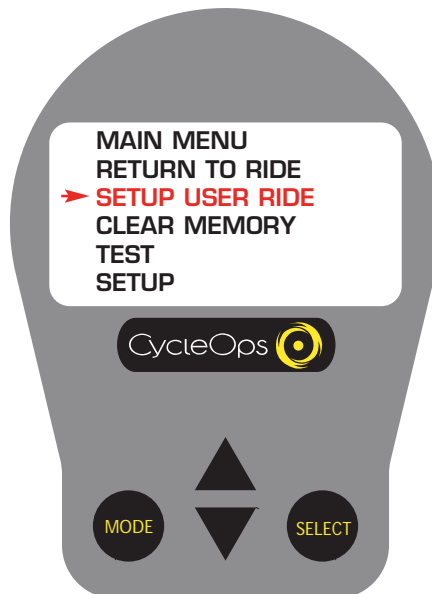 MAIN MENU
RETURN TO RIDE
SETUP USER RIDE
CLEAR MEMORY
TEST
SETUP
CycleOps
MODE
SELECT